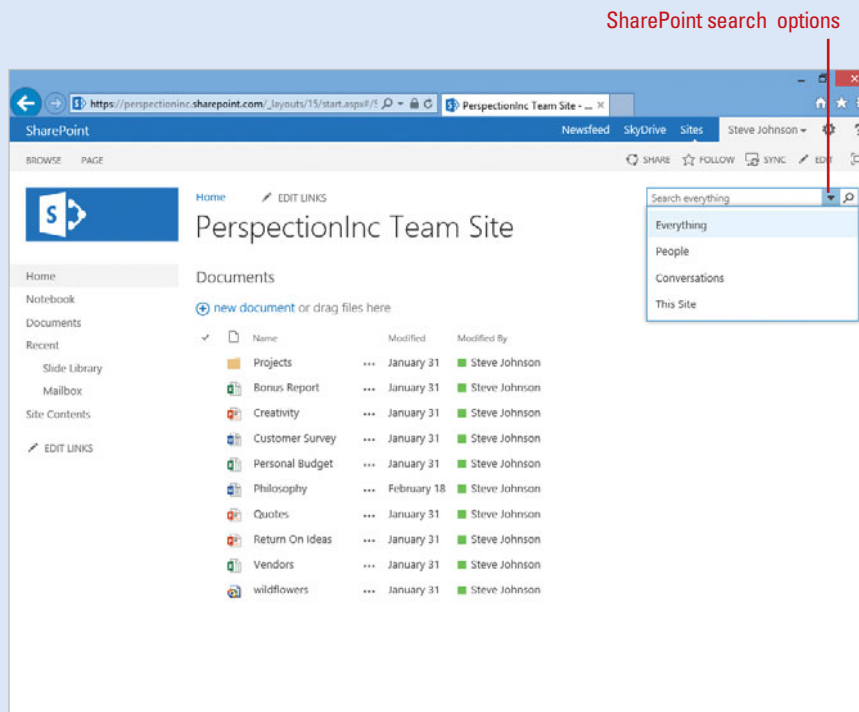 SharePoint search options
https://perspectioninc.sharepoint.com/_layouts/15/start.aspx#/S
PerspectionInc Team Site - ...
SharePoint
Newsfeed SkyDrive Sites Steve Johnson
BROWSE PAGE
SHARE FOLLOW SYNC EDIT
S
Home EDIT LINKS
Search everything
PerspectionInc Team Site
Everything
People
Conversations
This Site
Home
Notebook
Documents
Recent
Slide Library
Mailbox
Site Contents
EDIT LINKS
Documents
new document or drag files here
Name Modified Modified By
Projects ... January 31 Steve Johnson
Bonus Report ... January 31 Steve Johnson
Creativity ... January 31 Steve Johnson
Customer Survey ... January 31 Steve Johnson
Personal Budget ... January 31 Steve Johnson
Philosophy ... February 18 Steve Johnson
Quotes ... January 31 Steve Johnson
Return On Ideas ... January 31 Steve Johnson
Vendors ... January 31 Steve Johnson
wildflowers ... January 31 Steve Johnson